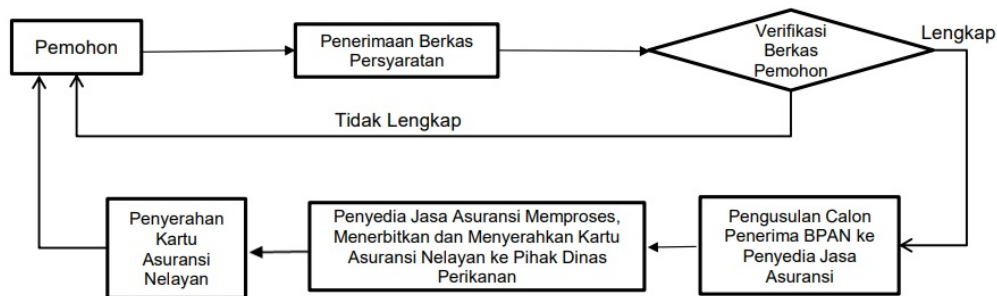 Pemohon
Penerimaan Berkas
Persyaratan
Verifikasi
Berkas
Pemohon
Lengkap
Tidak Lengkap
Penyerahan
Kartu
Asuransi
Nelayan
Penyedia Jasa Asuransi Memproses,
Menerbitkan dan Menyerahkan Kartu
Asuransi Nelayan ke Pihak Dinas
Perikanan
Pengusulan Calon
Penerima BPAN ke
Penyedia Jasa
Asuransi